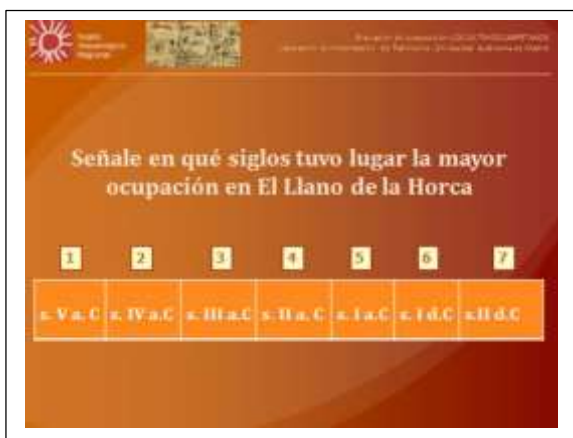 Señale en qué siglos tuvo lugar la mayor
ocupación en El Llano de la Horca
1 2 3 4 5 6 7
s. V a. C s. IV a.C s. III a.C s. II a. C s. I a.C s. I d.C s.II d.C